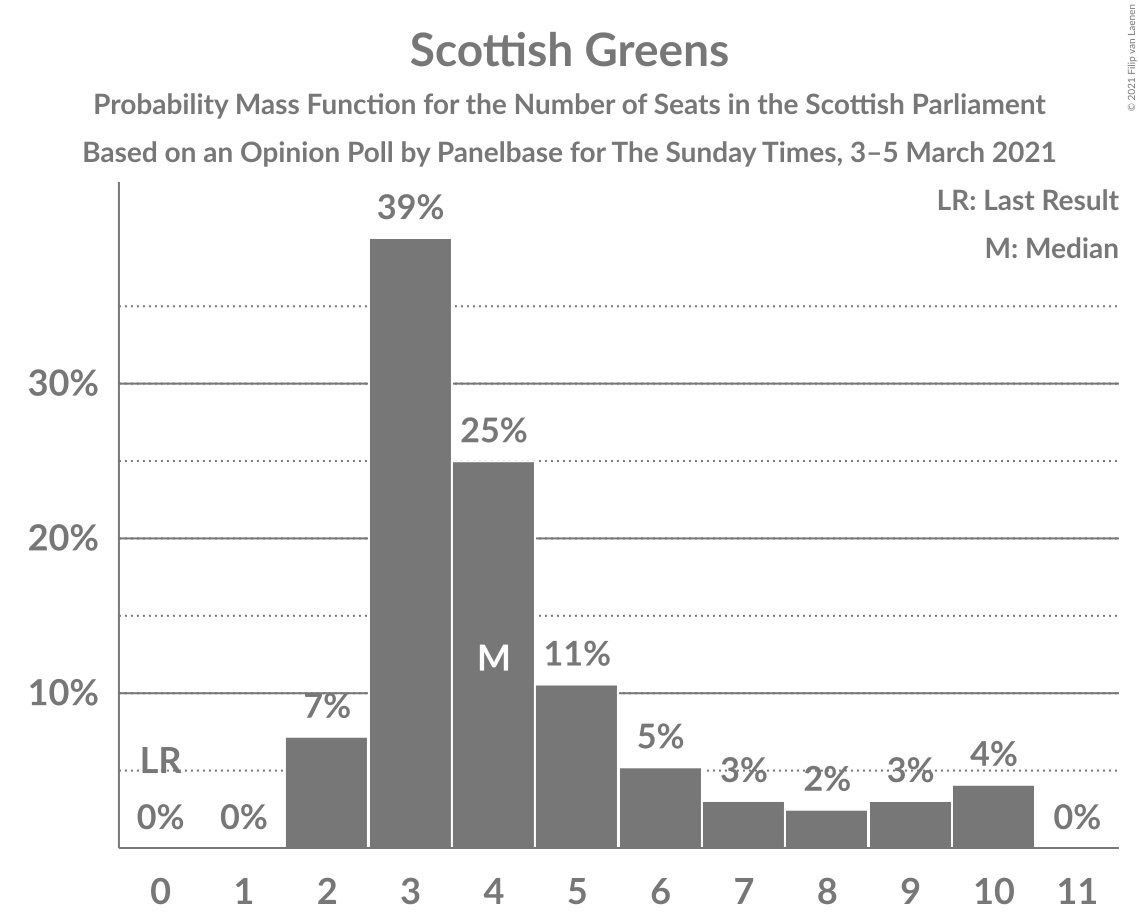 Scottish Greens
Probability Mass Function for the Number of Seats in the Scottish Parliament
Based on an Opinion Poll by Panelbase for The Sunday Times, 3–5 March 2021
© 2021 Filip van Laenen
LR: Last Result
M: Median
39%
30%
25%
20%
M
11%
10%
7%
5%
LR
3%
2%
3%
4%
0%
0%
0%
0 1 2 3 4 5 6 7 8 9 10 11